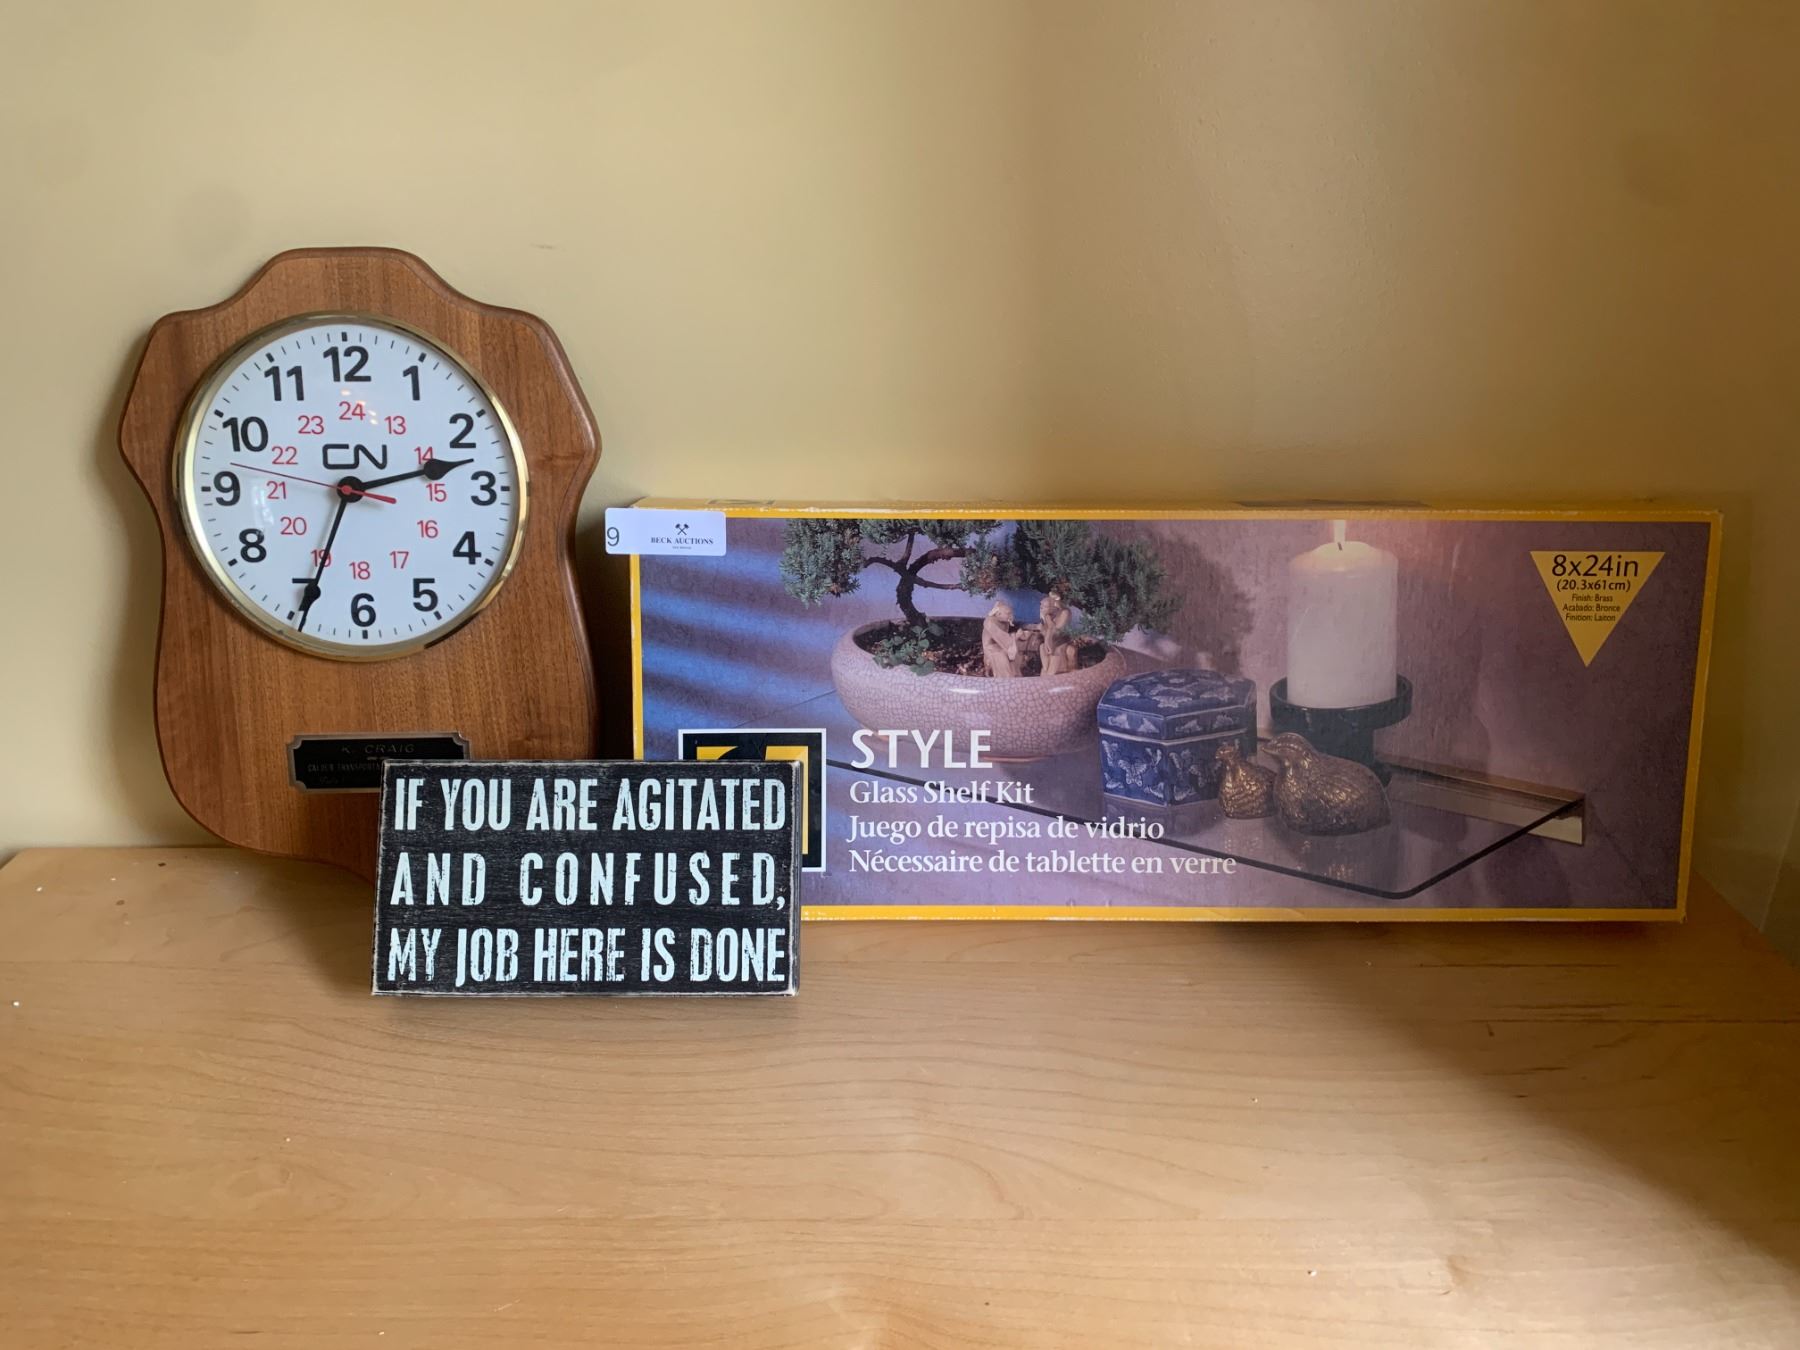 12
1
2
3
4
5
6
7
8
9
10
11
24
13
14
15
16
17
18
19
20
21
22
23
CN
K. CRAIG
IF YOU ARE AGITATED
AND CONFUSED,
MY JOB HERE IS DONE
9
BECK AUCTIONS
STYLE
Glass Shelf Kit
Juego de repisa de vidrio
Nécessaire de tablette en verre
8x24in
(20.3x61cm)
Finish: Brass
Acabado: Bronce
Finition: Laiton